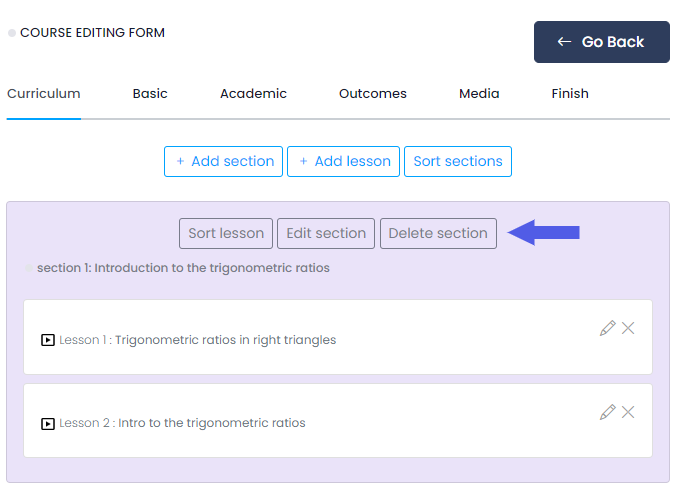 COURSE EDITING FORM
← Go Back
Curriculum Basic Academic Outcomes Media Finish
+ Add section + Add lesson Sort sections
Sort lesson Edit section Delete section
section 1: Introduction to the trigonometric ratios
Lesson 1 : Trigonometric ratios in right triangles
Lesson 2 : Intro to the trigonometric ratios